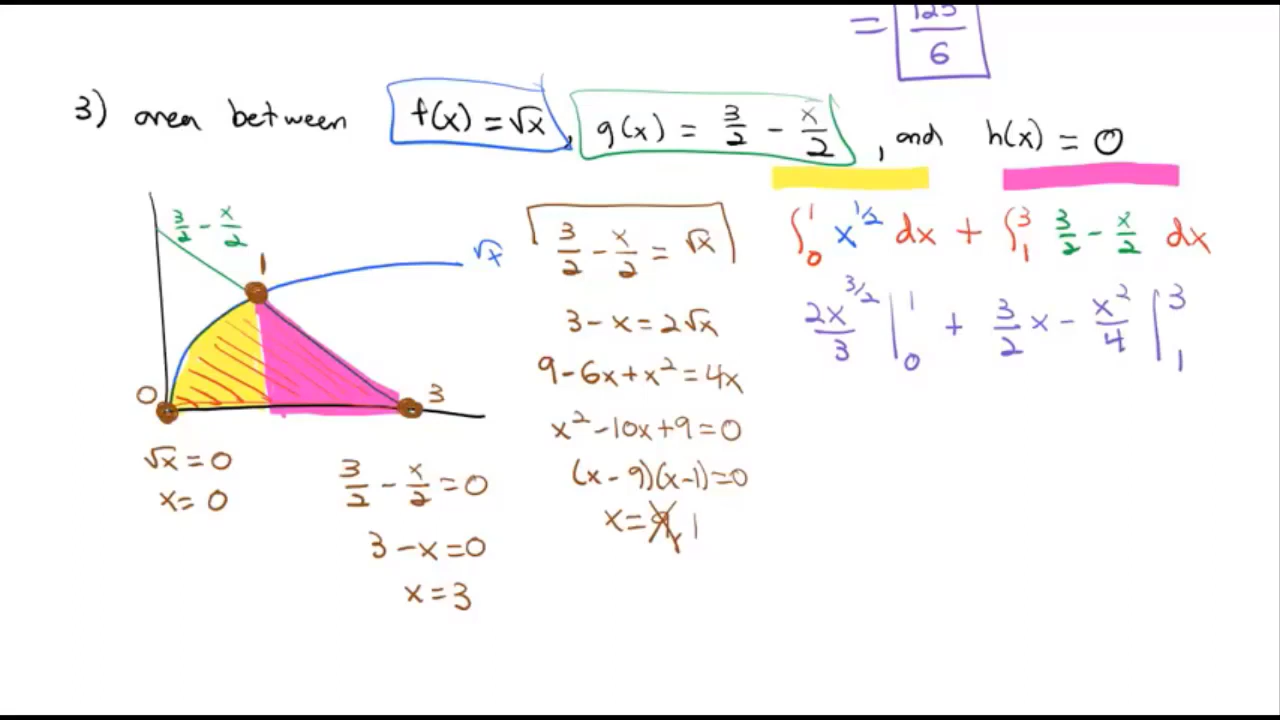 = 125/6
3) area between f(x) = √x, g(x) = 3/2 - x/2, and h(x) = 0
3/2 - x/2
1
√x
0
3
√x = 0
x = 0
3/2 - x/2 = 0
3 - x = 0
x = 3
3/2 - x/2 = √x
3 - x = 2√x
9 - 6x + x² = 4x
x² - 10x + 9 = 0
(x - 9)(x - 1) = 0
x = 9, 1
∫₀¹ x^1/2 dx + ∫₁³ 3/2 - x/2 dx
2x^3/2/3 |₀¹ + 3/2 x - x²/4 |₁³